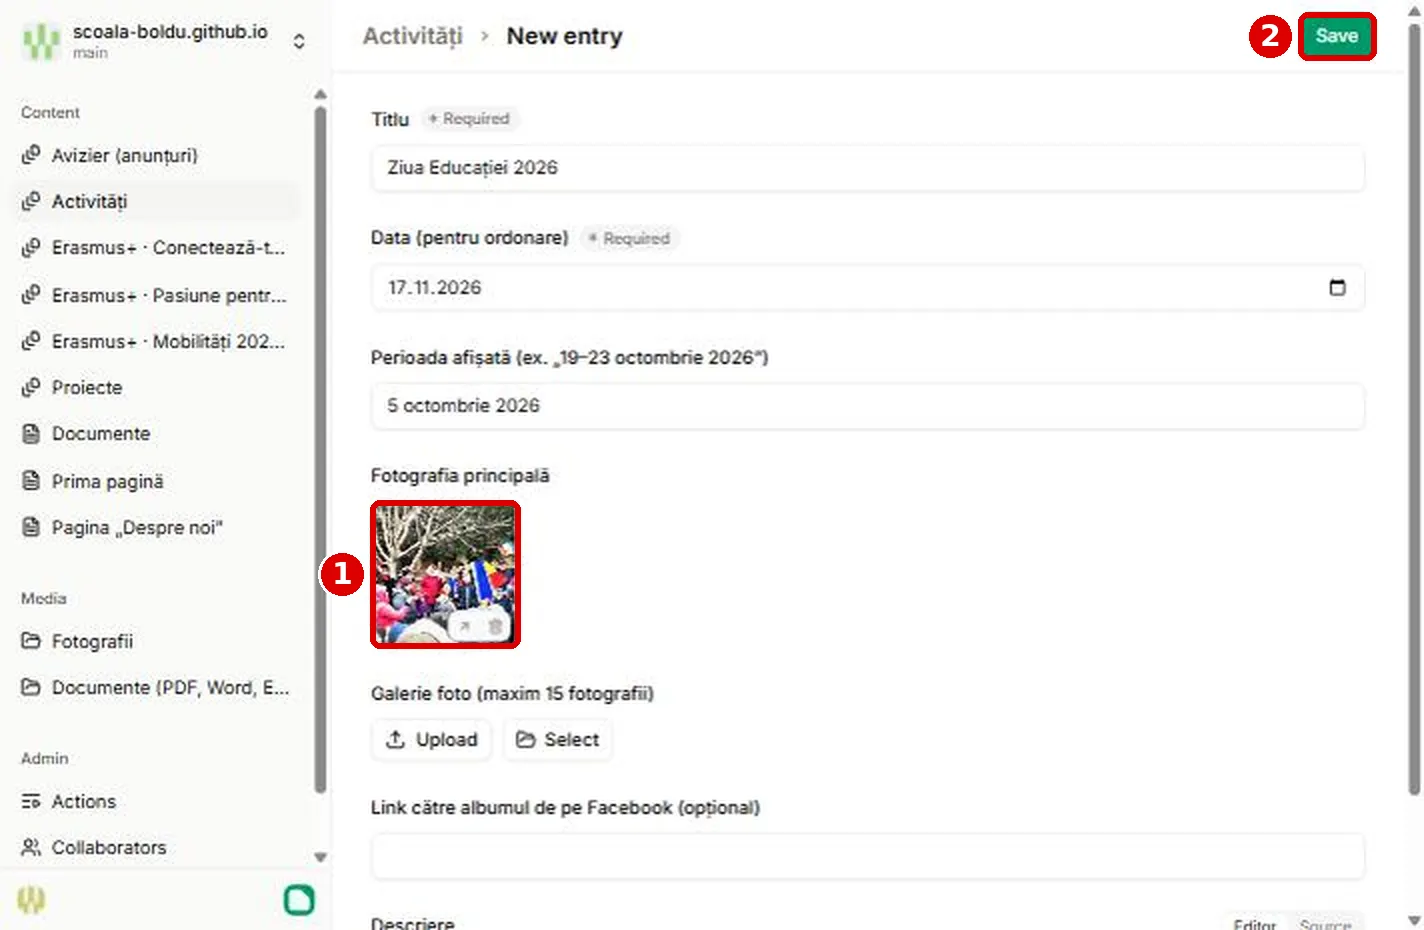 scoala-boldu.github.io
main
Content
Avizier (anunțuri)
Activități
Erasmus+ · Conectează-t...
Erasmus+ · Pasiune pentr...
Erasmus+ · Mobilități 202...
Proiecte
Documente
Prima pagină
Pagina „Despre noi”
Media
Fotografii
Documente (PDF, Word, E...
Admin
Actions
Collaborators
Activități › New entry
2
Save
Titlu * Required
Ziua Educației 2026
Data (pentru ordonare) * Required
17.11.2026
Perioada afișată (ex. „19–23 octombrie 2026”)
5 octombrie 2026
Fotografia principală
1
Galerie foto (maxim 15 fotografii)
Upload
Select
Link către albumul de pe Facebook (opțional)
Descriere
Editor
Source